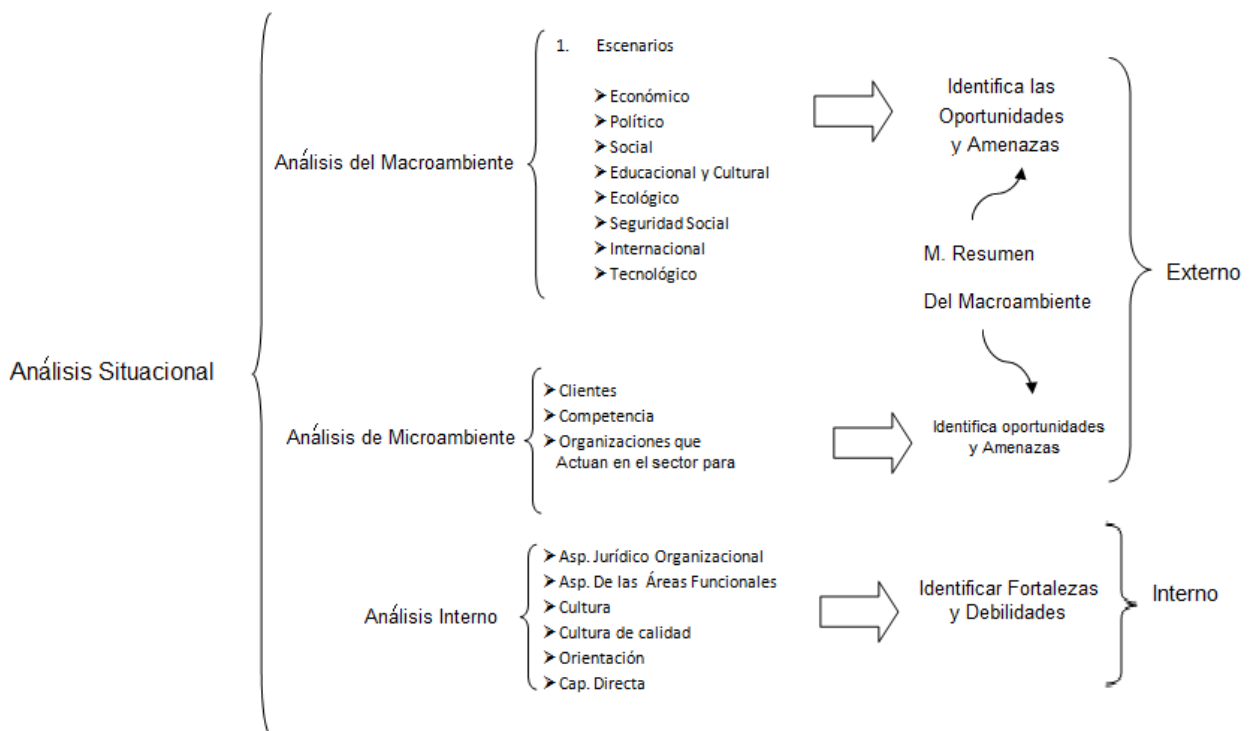 Análisis Situacional
Análisis del Macroambiente
1. Escenarios
Económico
Político
Social
Educacional y Cultural
Ecológico
Seguridad Social
Internacional
Tecnológico
Identifica las
Oportunidades
y Amenazas
M. Resumen
Del Macroambiente
Externo
Análisis de Microambiente
Clientes
Competencia
Organizaciones que
Actuan en el sector para
Identifica oportunidades
y Amenazas
Análisis Interno
Asp. Jurídico Organizacional
Asp. De las Áreas Funcionales
Cultura
Cultura de calidad
Orientación
Cap. Directa
Identificar Fortalezas
y Debilidades
Interno